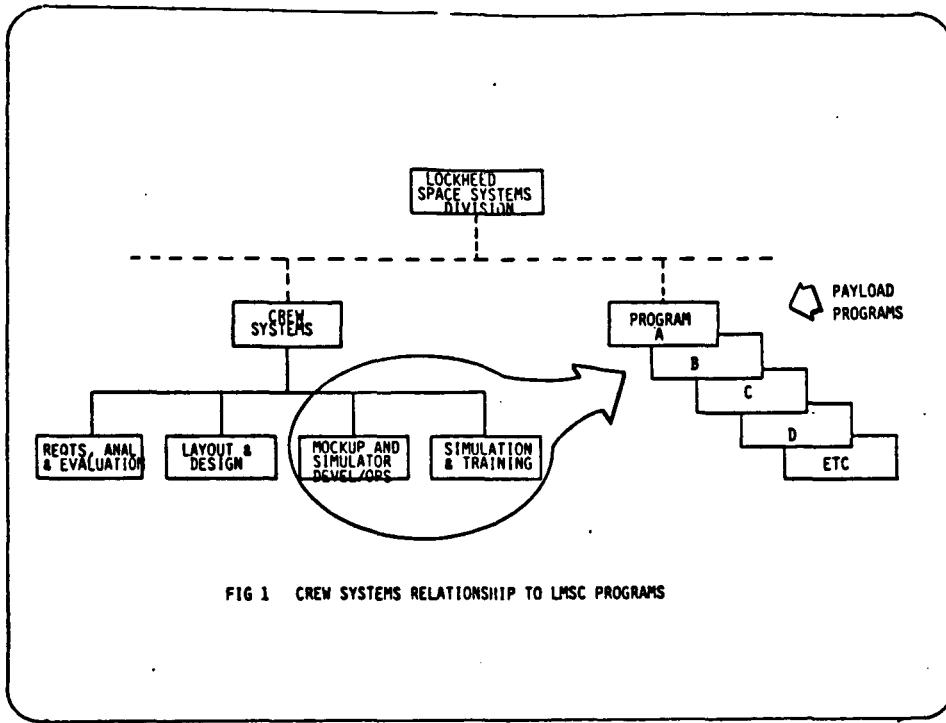 LOCKHEED
SPACE SYSTEMS
DIVISION
CREW
SYSTEMS
PROGRAM
A
PAYLOAD
PROGRAMS
B
C
D
ETC
REQTS, ANAL
& EVALUATION
LAYOUT &
DESIGN
MOCKUP AND
SIMULATOR
DEVEL/OPS
SIMULATION
& TRAINING
FIG 1 CREW SYSTEMS RELATIONSHIP TO LMSC PROGRAMS